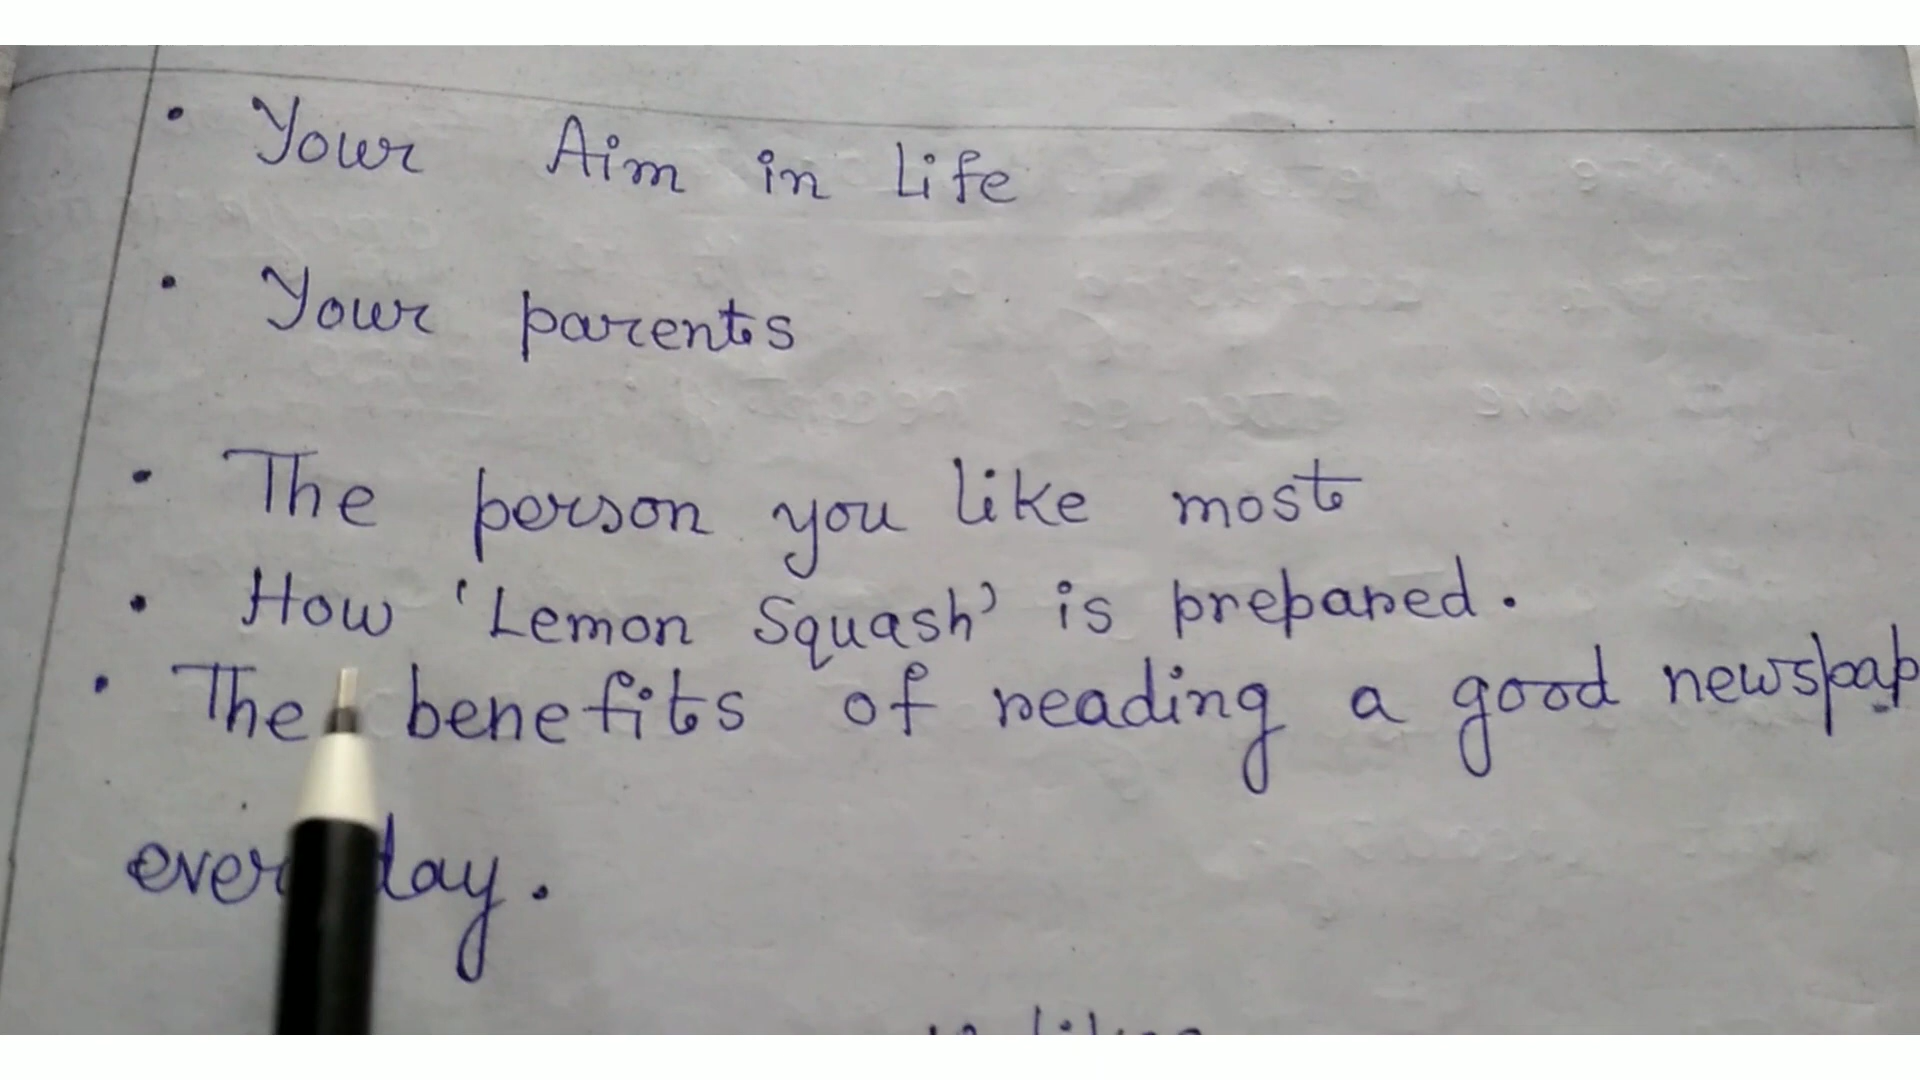 • Your Aim in Life
• Your parents
• The person you like most
• How 'Lemon Squash' is prepared.
• The benefits of reading a good newspap
day.